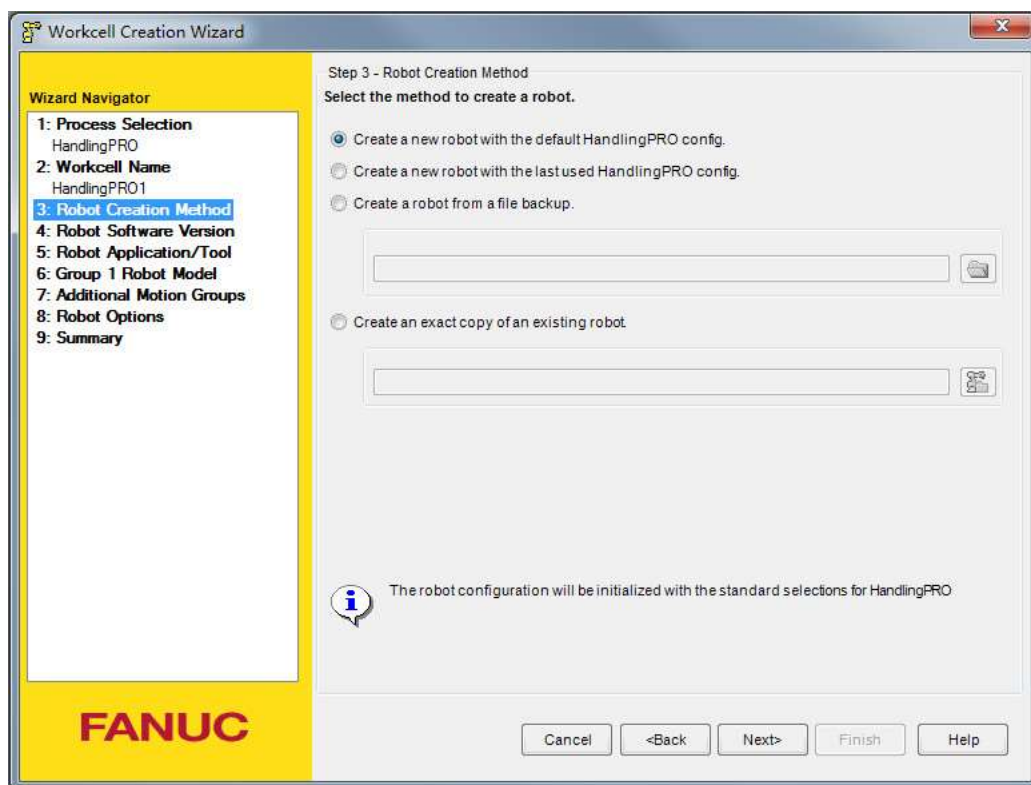 Workcell Creation Wizard
Wizard Navigator
1: Process Selection
HandlingPRO
2: Workcell Name
HandlingPRO1
3: Robot Creation Method
4: Robot Software Version
5: Robot Application/Tool
6: Group 1 Robot Model
7: Additional Motion Groups
8: Robot Options
9: Summary
FANUC
Step 3 - Robot Creation Method
Select the method to create a robot.
Create a new robot with the default HandlingPRO config.
Create a new robot with the last used HandlingPRO config.
Create a robot from a file backup.
Create an exact copy of an existing robot.
The robot configuration will be initialized with the standard selections for HandlingPRO
Cancel
<Back
Next>
Finish
Help